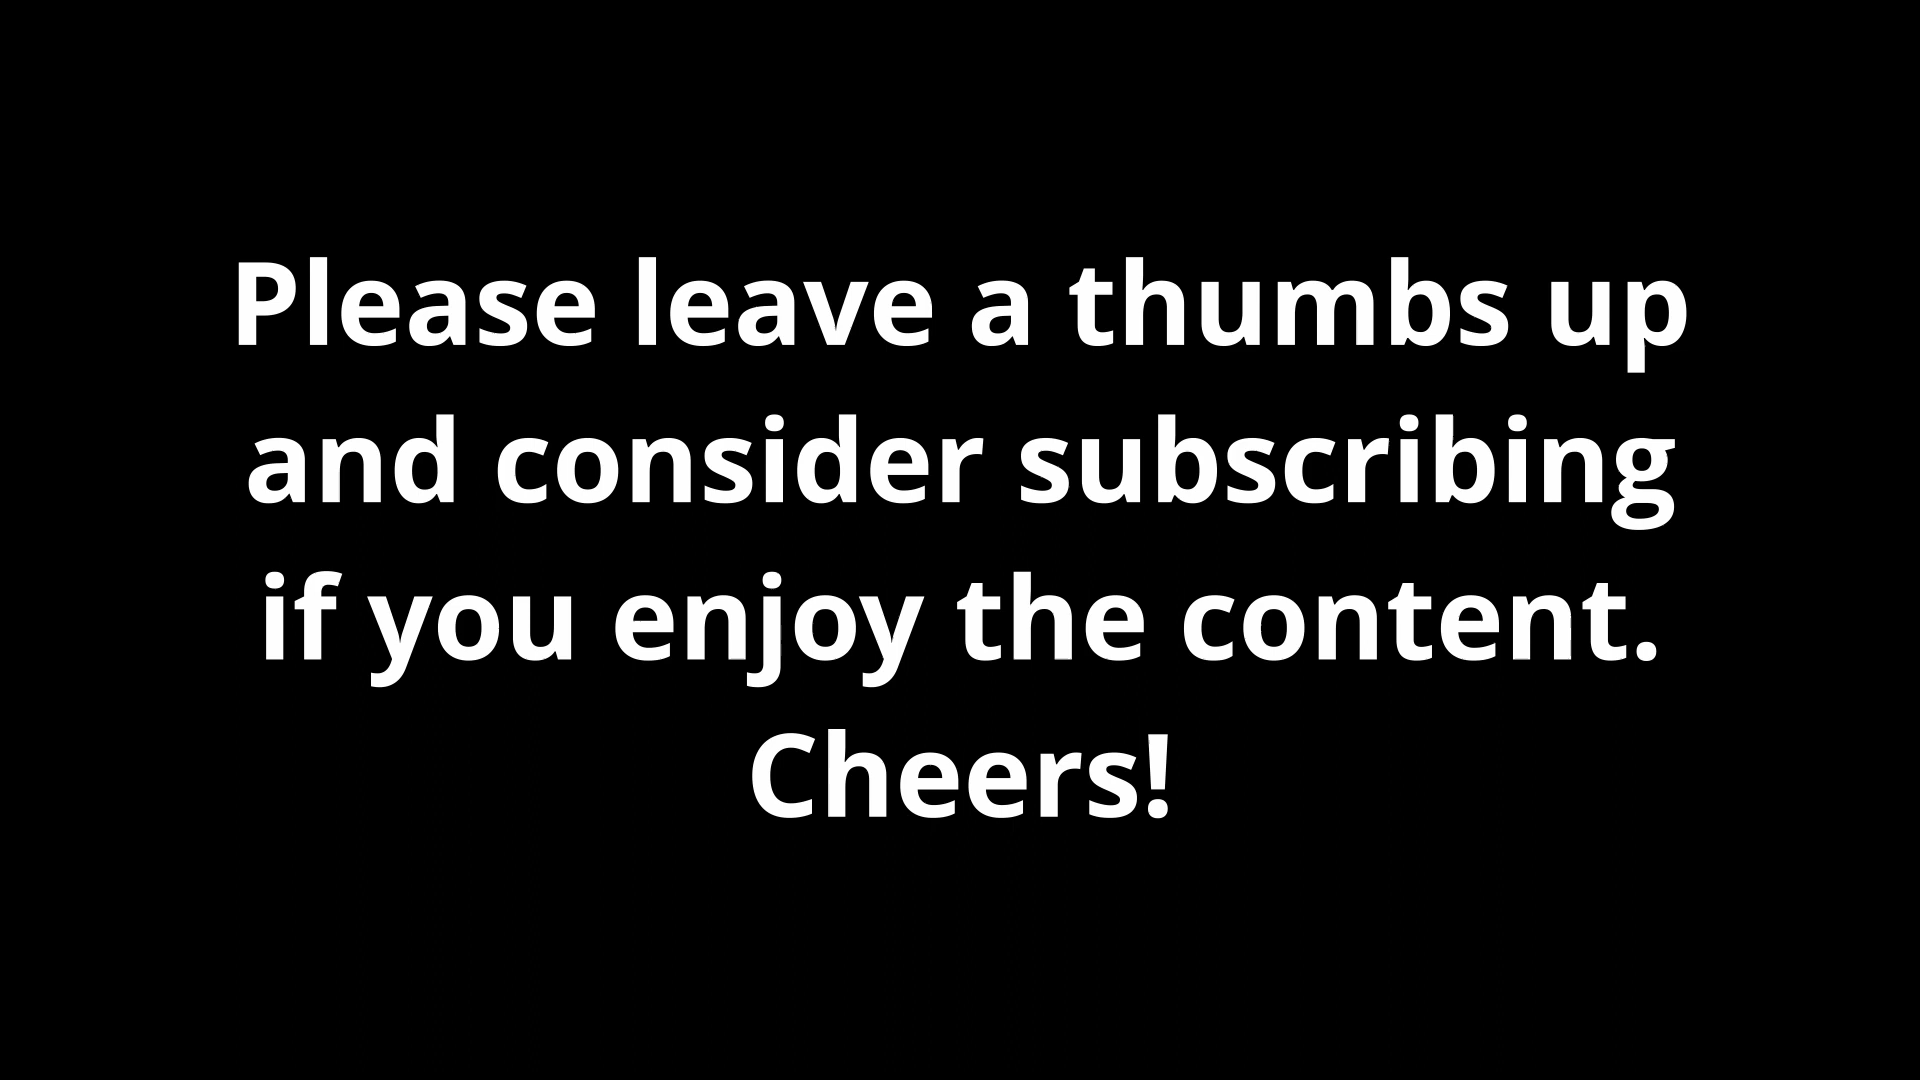 Please leave a thumbs up
and consider subscribing
if you enjoy the content.
Cheers!